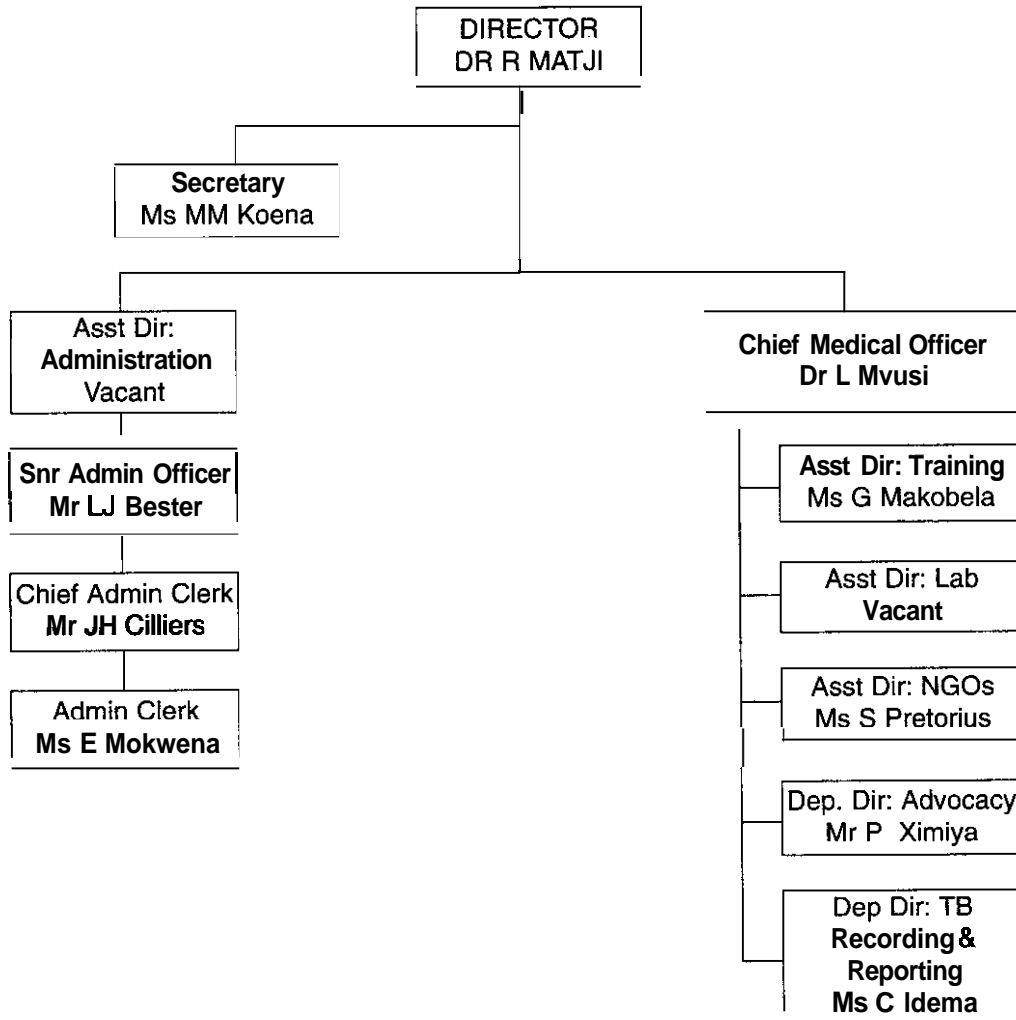 DIRECTOR
DR R MATJI
Secretary
Ms MM Koena
Asst Dir:
Administration
Vacant
Snr Admin Officer
Mr LJ Bester
Chief Admin Clerk
Mr JH Cilliers
Admin Clerk
Ms E Mokwena
Chief Medical Officer
Dr L Mvusi
Asst Dir: Training
Ms G Makobela
Asst Dir: Lab
Vacant
Asst Dir: NGOs
Ms S Pretorius
Dep. Dir: Advocacy
Mr P Ximiya
Dep Dir: TB
Recording &
Reporting
Ms C Idema